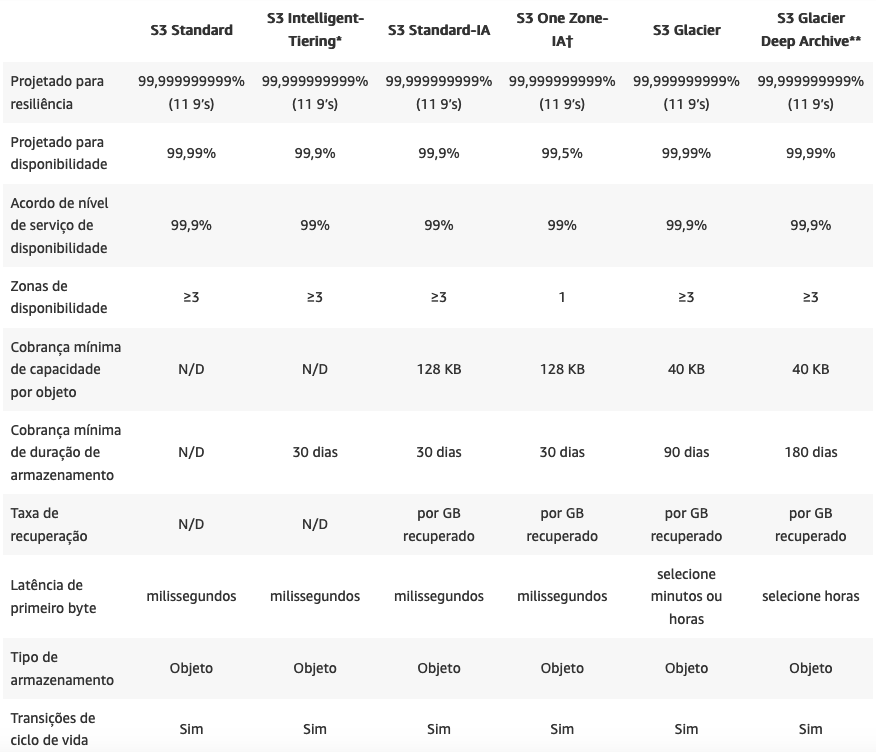 S3 Standard
S3 Intelligent-
Tiering*
S3 Standard-IA
S3 One Zone-
IA†
S3 Glacier
S3 Glacier
Deep Archive**
Projetado para
resiliência
99,999999999%
(11 9’s)
99,999999999%
(11 9’s)
99,999999999%
(11 9’s)
99,999999999%
(11 9’s)
99,999999999%
(11 9’s)
99,999999999%
(11 9’s)
Projetado para
disponibilidade
99,99%
99,9%
99,9%
99,5%
99,99%
99,99%
Acordo de nível
de serviço de
disponibilidade
99,9%
99%
99%
99%
99,9%
99,9%
Zonas de
disponibilidade
≥3
≥3
≥3
1
≥3
≥3
Cobrança mínima
de capacidade
por objeto
N/D
N/D
128 KB
128 KB
40 KB
40 KB
Cobrança mínima
de duração de
armazenamento
N/D
30 dias
30 dias
30 dias
90 dias
180 dias
Taxa de
recuperação
N/D
N/D
por GB
recuperado
por GB
recuperado
por GB
recuperado
por GB
recuperado
Latência de
primeiro byte
milissegundos
milissegundos
milissegundos
milissegundos
selecione
minutos ou
horas
selecione horas
Tipo de
armazenamento
Objeto
Objeto
Objeto
Objeto
Objeto
Objeto
Transições de
ciclo de vida
Sim
Sim
Sim
Sim
Sim
Sim